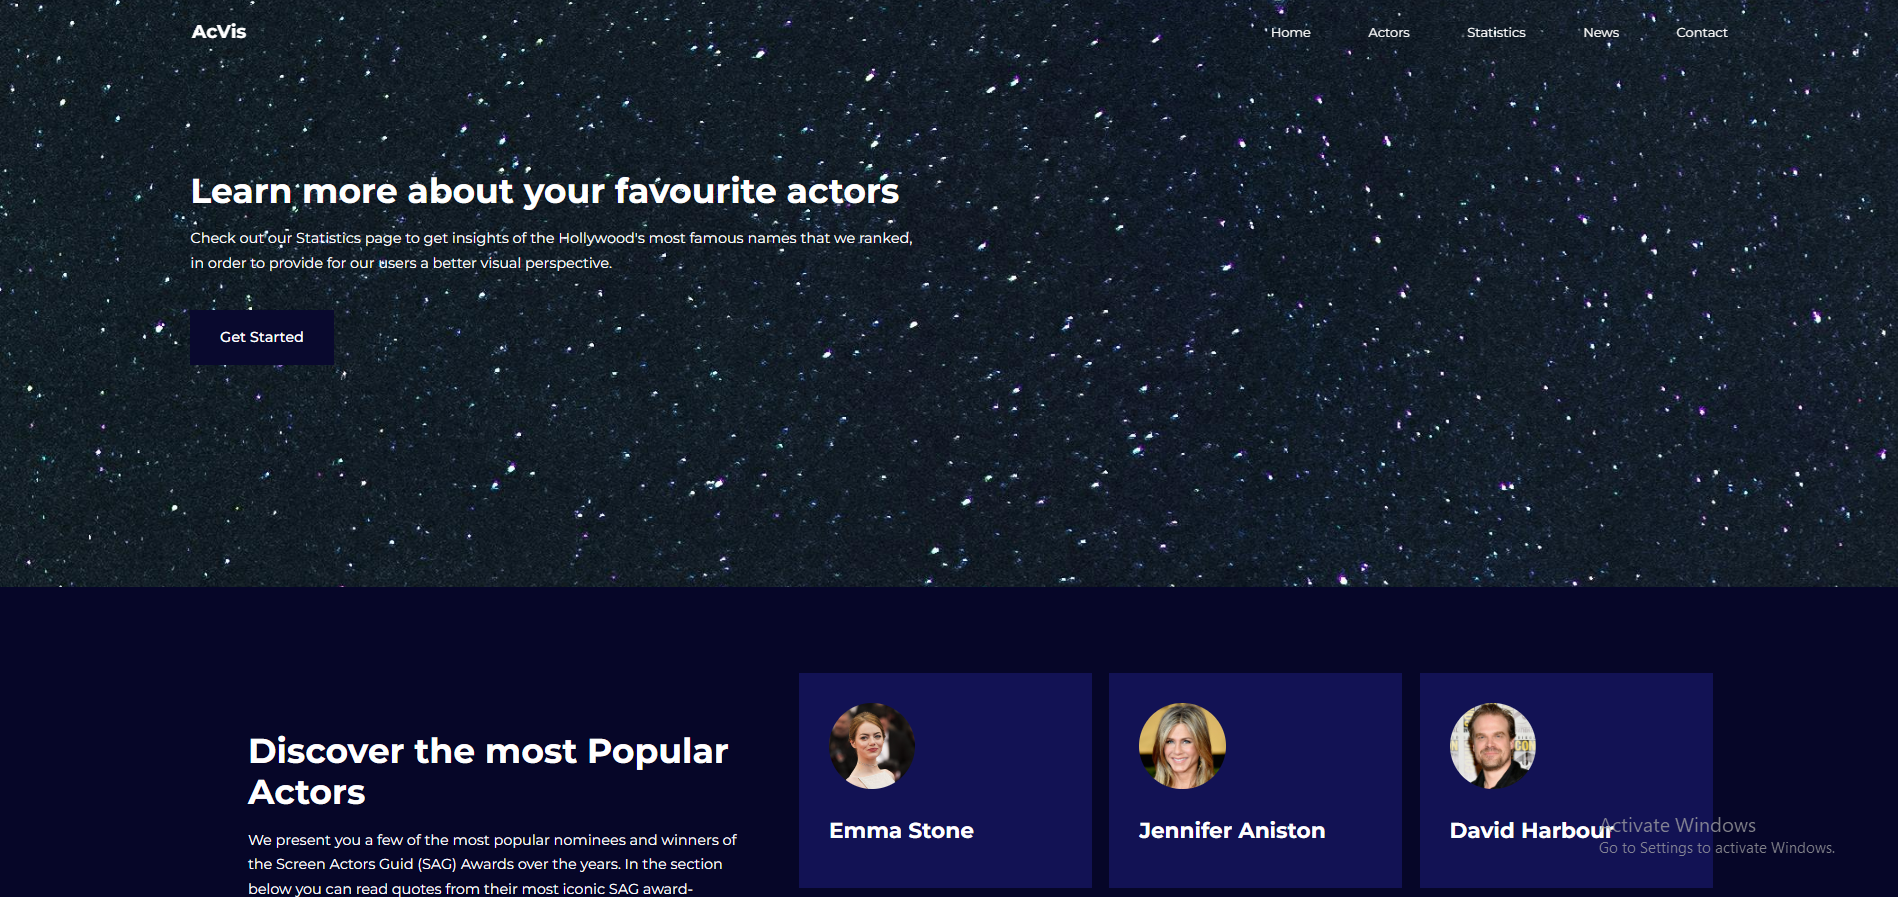 AcVis
Home
Actors
Statistics
News
Contact
Learn more about your favourite actors
Check out our Statistics page to get insights of the Hollywood's most famous names that we ranked,
in order to provide for our users a better visual perspective.
Get Started
Discover the most Popular
Actors
We present you a few of the most popular nominees and winners of
the Screen Actors Guid (SAG) Awards over the years. In the section
below you can read quotes from their most iconic SAG award-
Emma Stone
Jennifer Aniston
David Harbour
Activate Windows
Go to Settings to activate Windows.